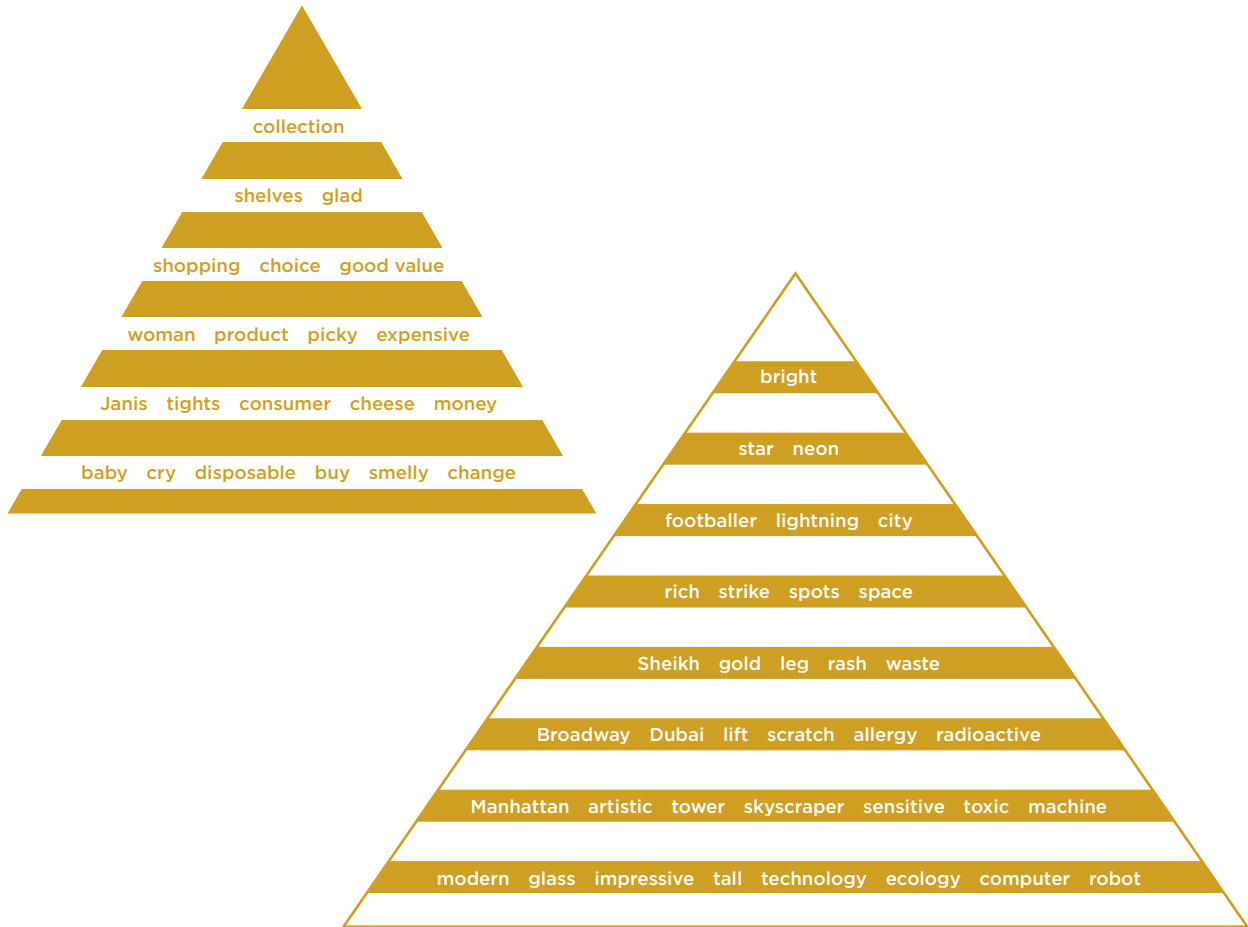 collection
shelves glad
shopping choice good value
woman product picky expensive
Janis tights consumer cheese money
baby cry disposable buy smelly change
bright
star neon
footballer lightning city
rich strike spots space
Sheikh gold leg rash waste
Broadway Dubai lift scratch allergy radioactive
Manhattan artistic tower skyscraper sensitive toxic machine
modern glass impressive tall technology ecology computer robot